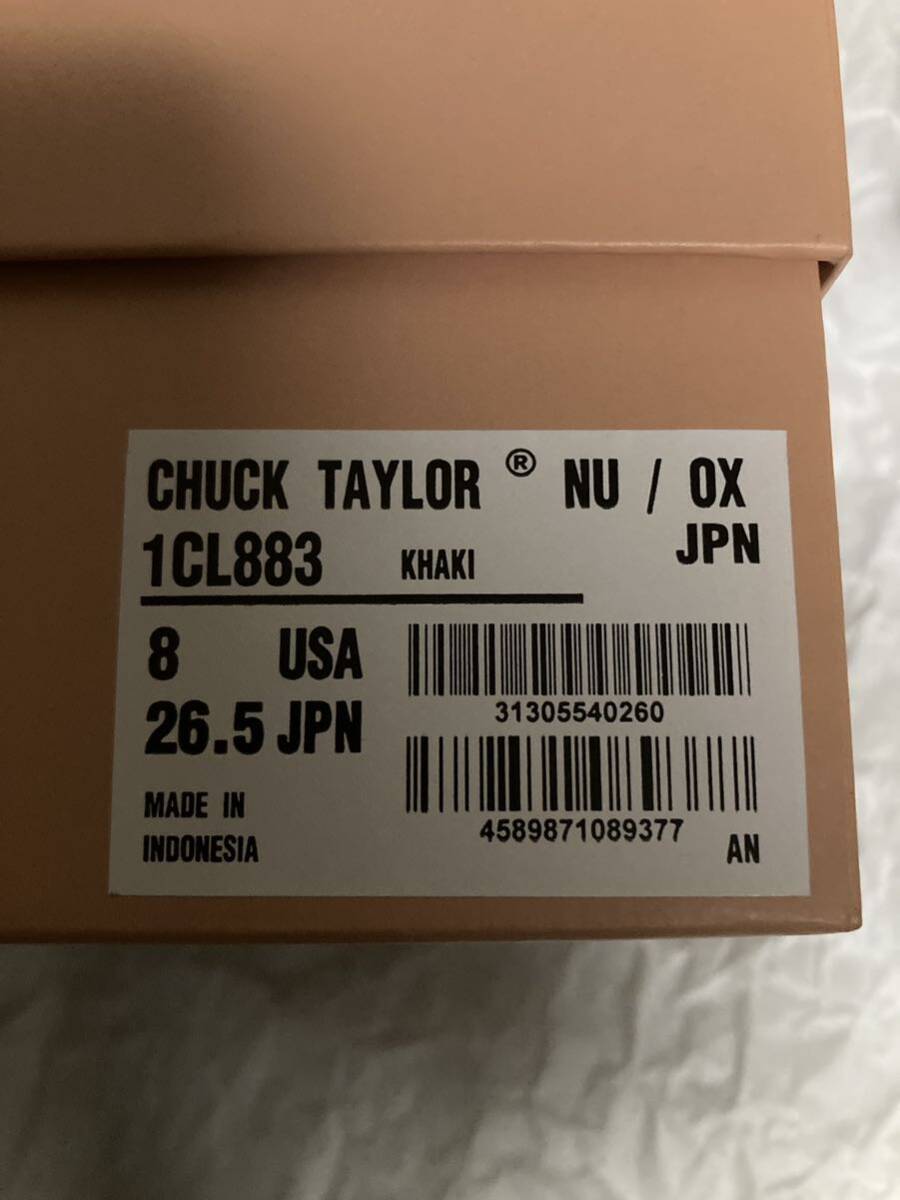 CHUCK TAYLOR ® NU / OX
JPN
1CL883 KHAKI
8 USA
26.5 JPN
31305540260
4589871089377
MADE IN
INDONESIA
AN